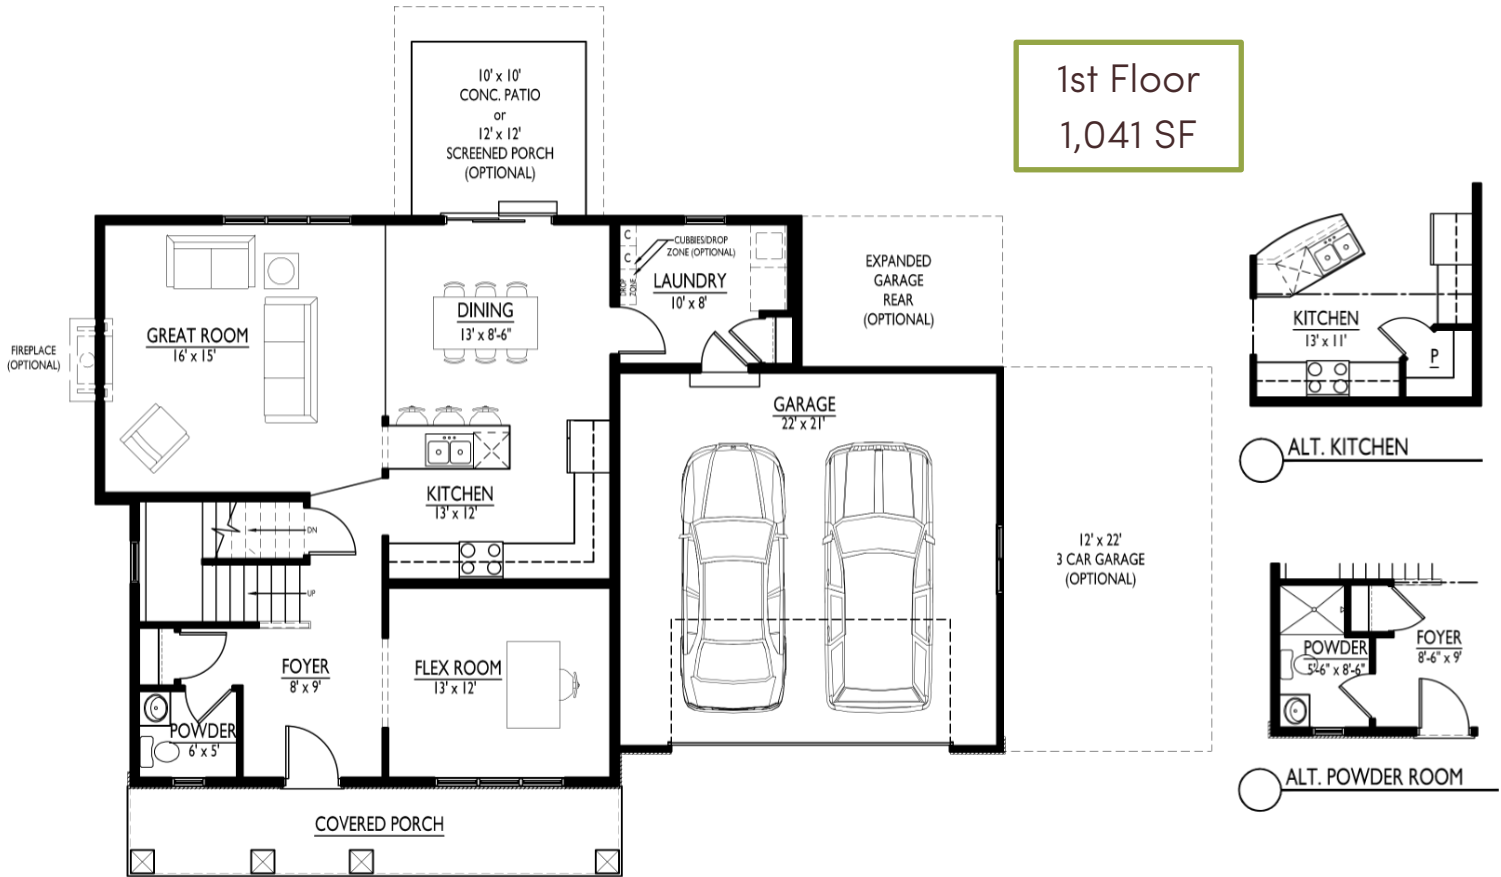 10' x 10'
CONC. PATIO
or
12' x 12'
SCREENED PORCH
(OPTIONAL)
1st Floor
1,041 SF
C
C
CUBBIES/DROP
ZONE (OPTIONAL)
DROP
ZONE
LAUNDRY
10' x 8'
EXPANDED
GARAGE
REAR
(OPTIONAL)
GREAT ROOM
16' x 15'
DINING
13' x 8'-6"
FIREPLACE
(OPTIONAL)
KITCHEN
13' x 11'
P
ALT. KITCHEN
GARAGE
22' x 21'
KITCHEN
13' x 12'
DN
UP
12' x 22'
3 CAR GARAGE
(OPTIONAL)
FOYER
8' x 9'
FLEX ROOM
13' x 12'
POWDER
6' x 5'
POWDER
5'-6" x 8'-6"
FOYER
8'-6" x 9'
ALT. POWDER ROOM
COVERED PORCH